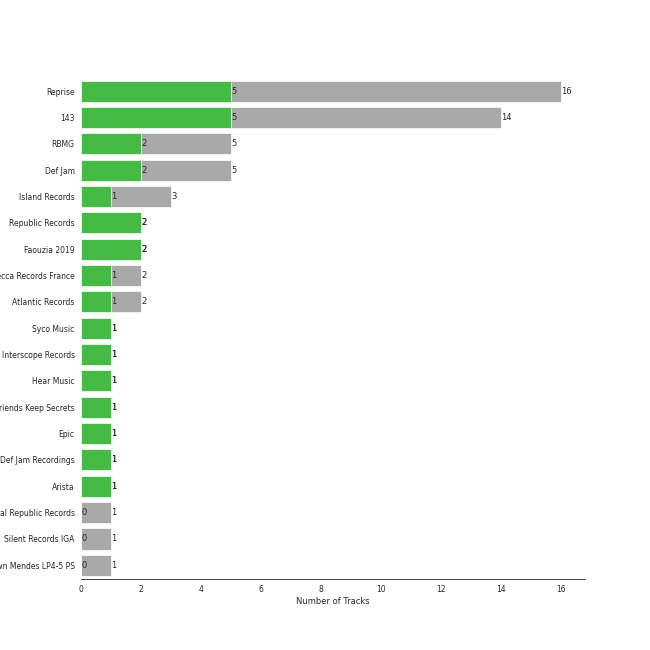 Reprise 5 16
143 5 14
RBMG 2 5
Def Jam 2 5
Island Records 1 3
Republic Records 2
Faouzia 2019 2
Records France 1 2
Atlantic Records 1 2
Syco Music 1
Interscope Records 1
Hear Music 1
Keep Secrets 1
Epic 1
Def Jam Recordings 1
Arista 1
Republic Records 0 1
Silent Records IGA 0 1
Mendes LP4-5 PS 0 1
0 2 4 6 8 10 12 14 16
Number of Tracks